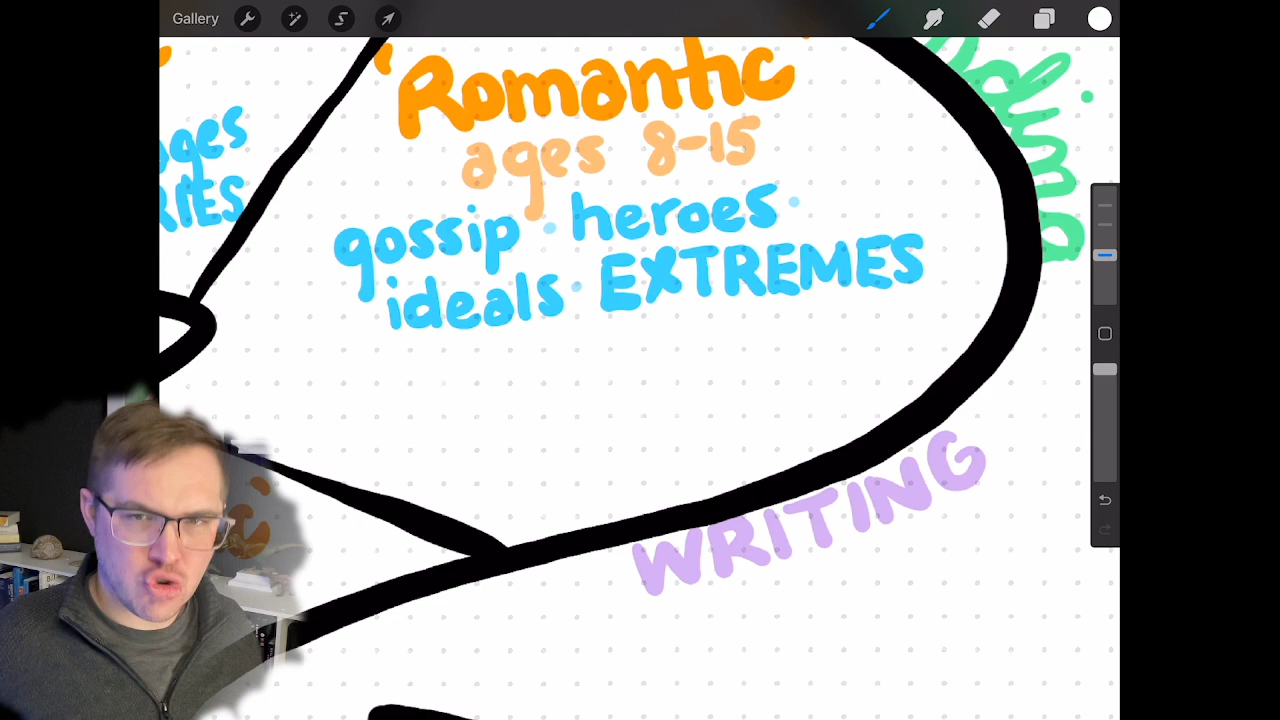 Gallery
"Romantic"
ages 8-15
gossip · heroes ·
ideals · EXTREMES
WRITING